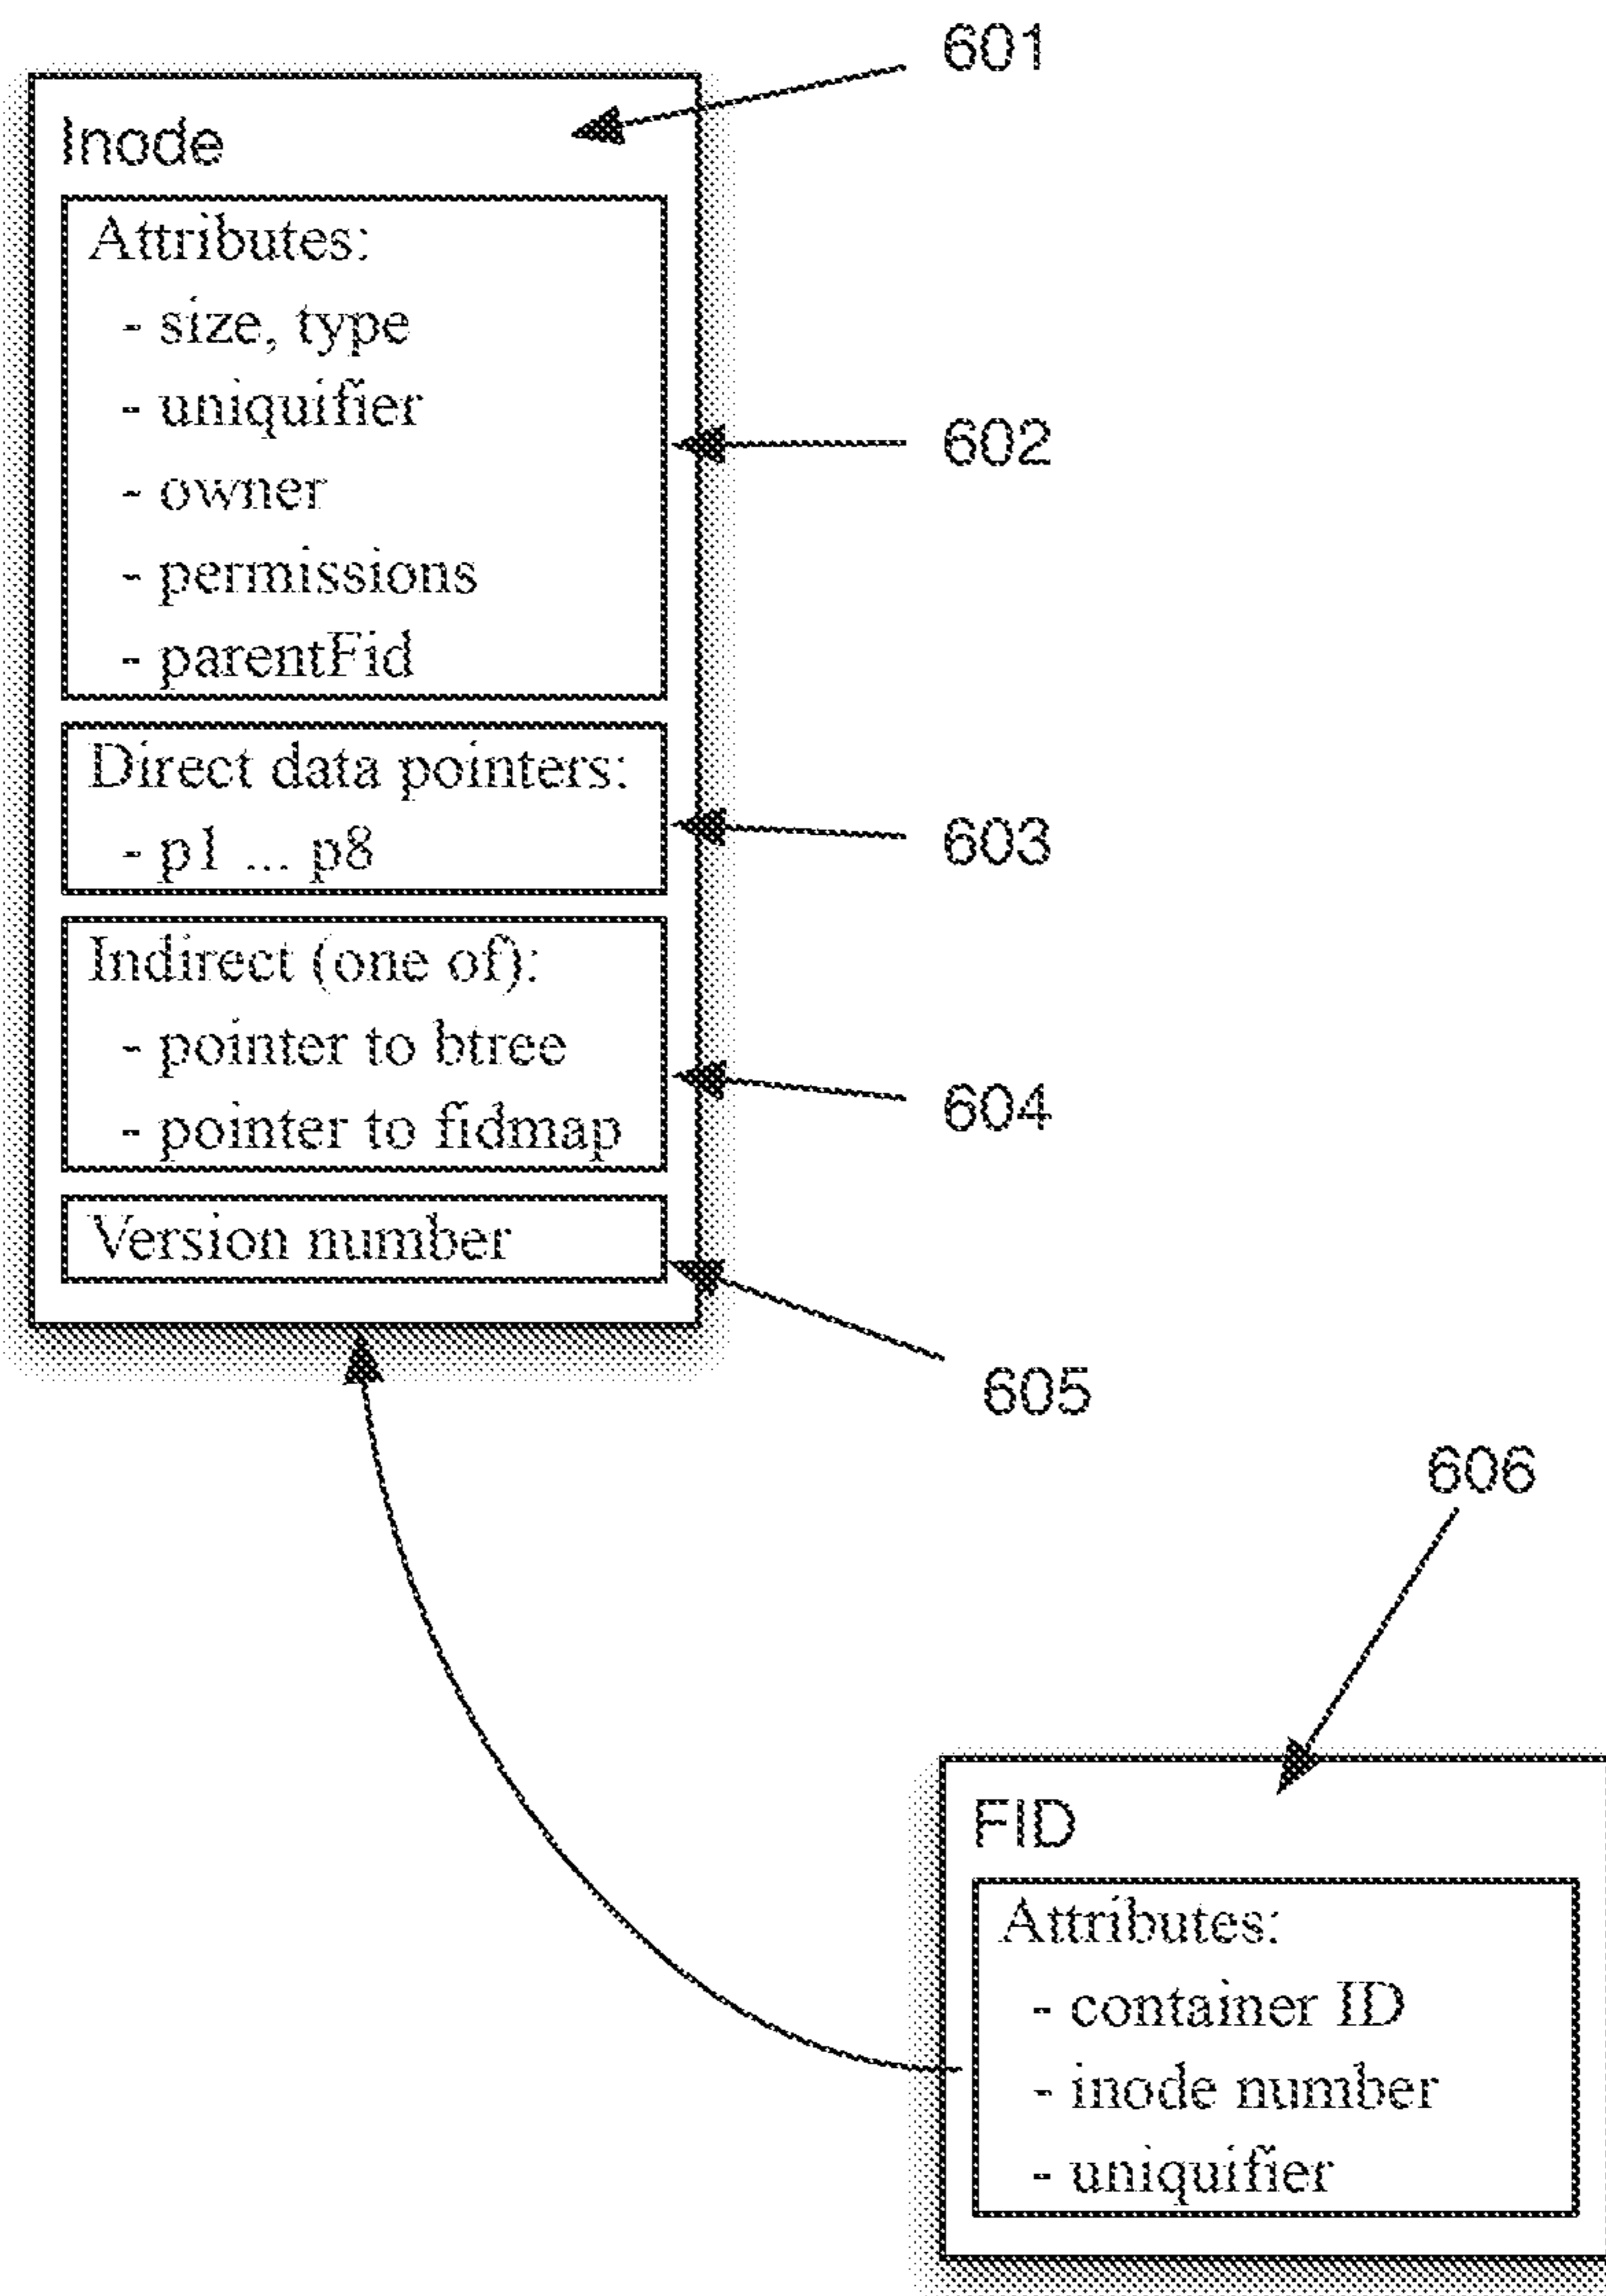 601
Inode
Attributes:
- size, type
- uniquifier
- owner
- permissions
- parentFid
602
Direct data pointers:
- p1 ... p8
603
Indirect (one of):
- pointer to btree
- pointer to fidmap
604
Version number
605
606
FID
Attributes:
- container ID
- inode number
- uniquifier